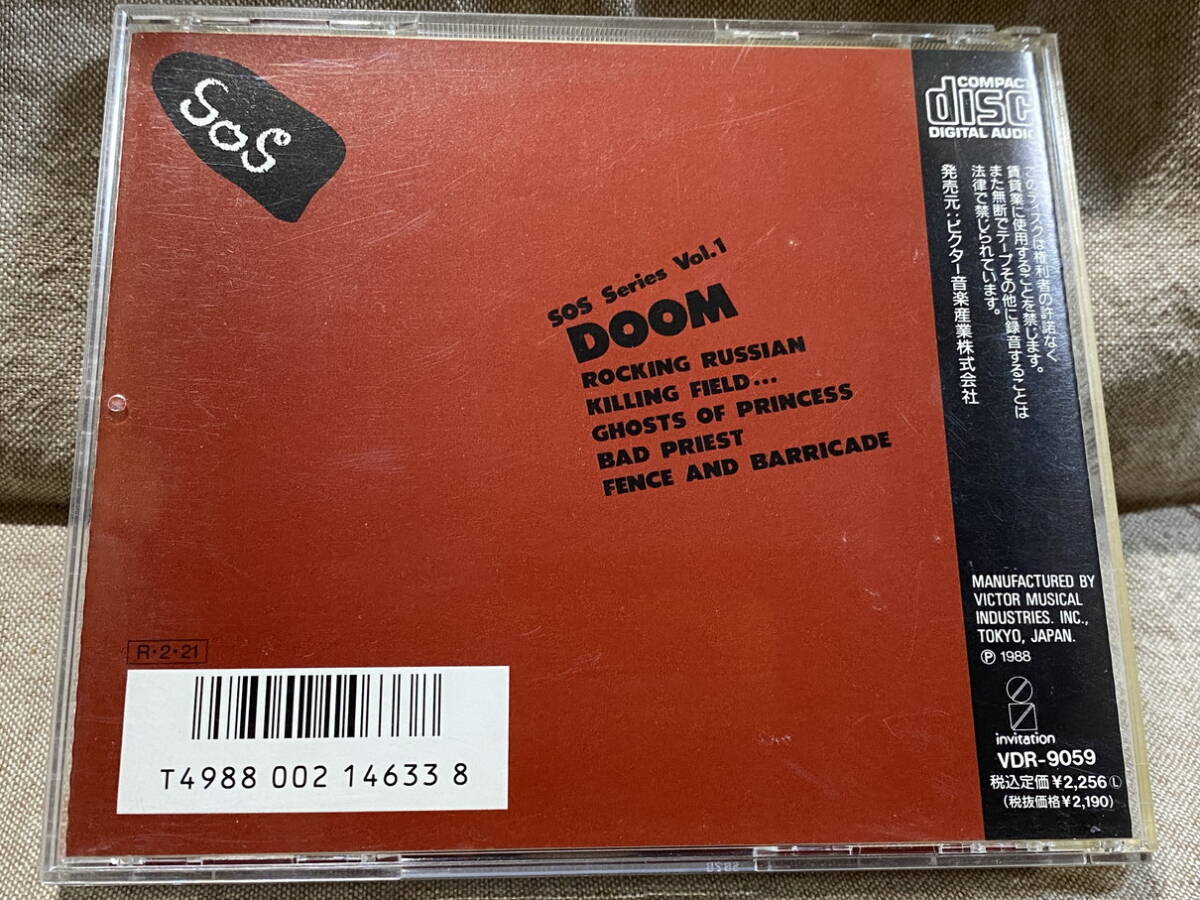 SOS
SOS Series Vol.1
DOOM
ROCKING RUSSIAN
KILLING FIELD...
GHOSTS OF PRINCESS
BAD PRIEST
FENCE AND BARRICADE
COMPACT
disc
DIGITAL AUDIO
このディスクは権利者の許諾なく
賃貸業に使用することを禁じます。
また無断でテープその他に録音することは
法律で禁じられています。
発売元:ビクター音楽産業株式会社
MANUFACTURED BY
VICTOR MUSICAL
INDUSTRIES. INC.,
TOKYO, JAPAN.
Ⓟ 1988
invitation
VDR-9059
税込定価¥2,256Ⓛ
(税抜価格¥2,190)
R・2・21
T4988 002 14633 8